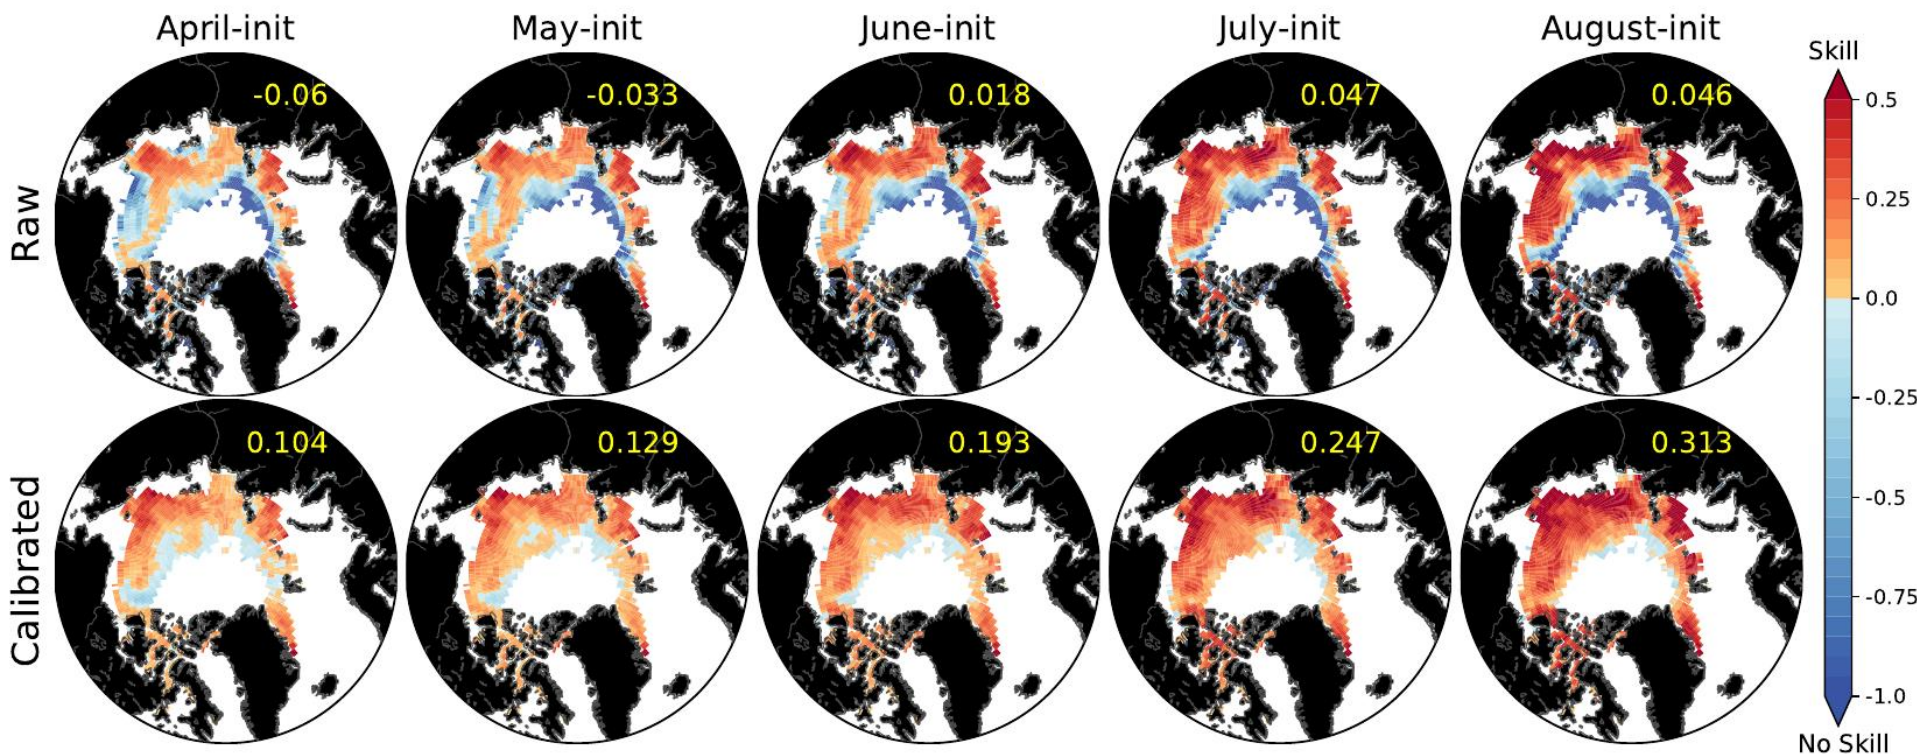 April-init May-init June-init July-init August-init
Skill
Raw
-0.06 -0.033 0.018 0.047 0.046
Calibrated
0.104 0.129 0.193 0.247 0.313
0.5
0.25
0.0
-0.25
-0.5
-0.75
-1.0
No Skill